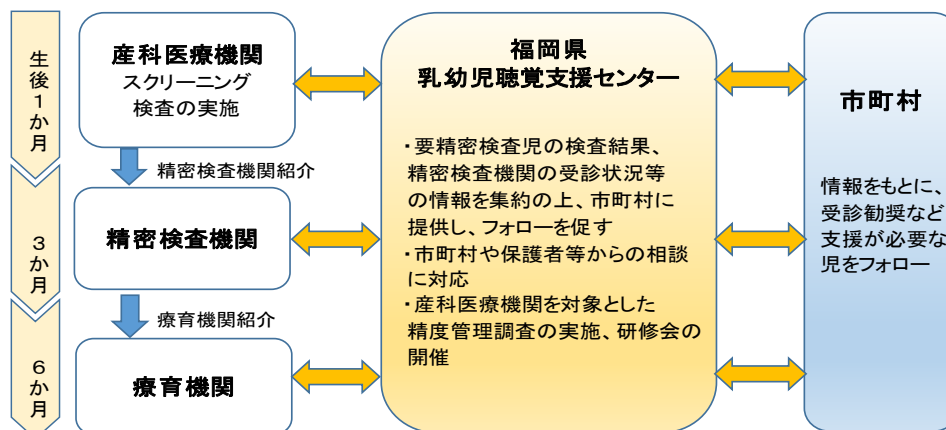 生後1か月
3か月
6か月
産科医療機関
スクリーニング
検査の実施
精密検査機関紹介
精密検査機関
療育機関紹介
療育機関
福岡県
乳幼児聴覚支援センター
・要精密検査児の検査結果、
精密検査機関の受診状況等
の情報を集約の上、市町村に
提供し、フォローを促す
・市町村や保護者等からの相談
に対応
・産科医療機関を対象とした
精度管理調査の実施、研修会の
開催
市町村
情報をもとに、
受診勧奨など
支援が必要な
児をフォロー